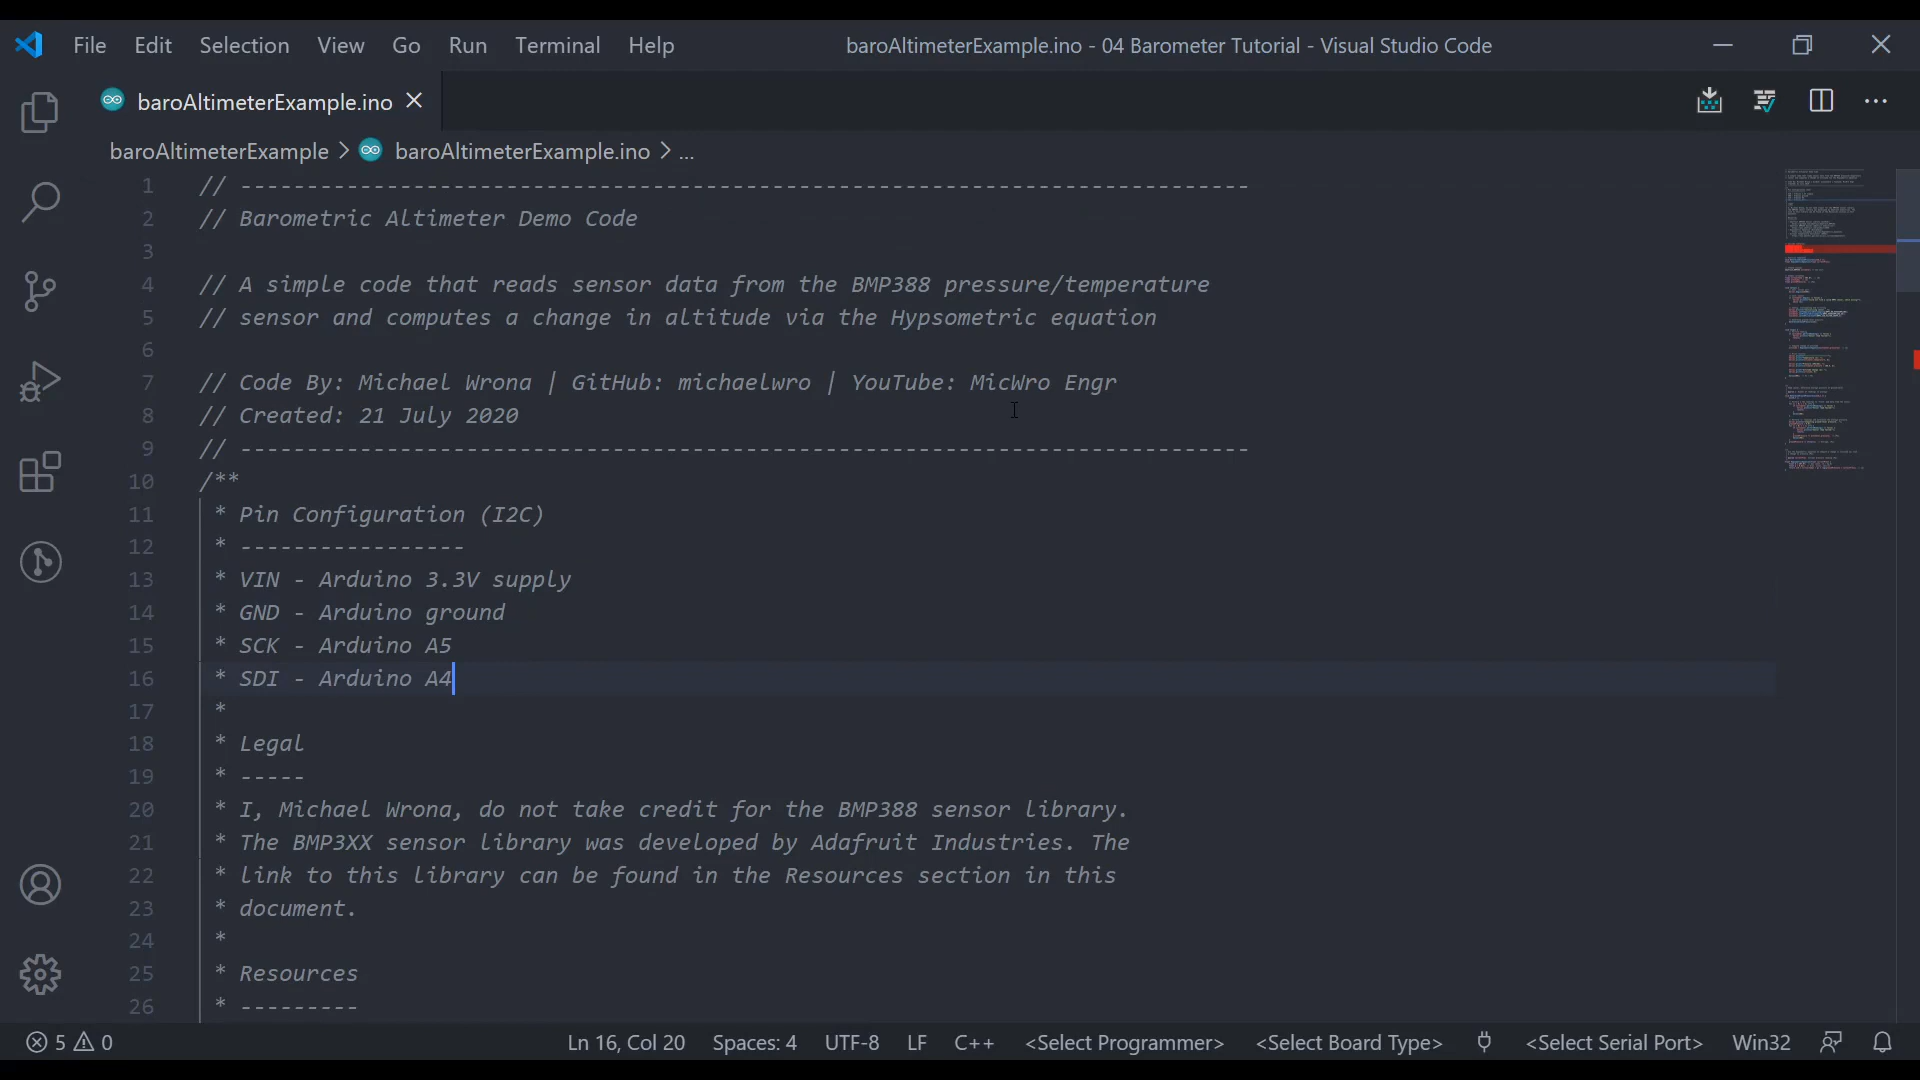 File Edit Selection View Go Run Terminal Help baroAltimeterExample.ino - 04 Barometer Tutorial - Visual Studio Code
baroAltimeterExample.ino
baroAltimeterExample > baroAltimeterExample.ino > ...
1 // ----------------------------------------------------------------------------
2 // Barometric Altimeter Demo Code
3
4 // A simple code that reads sensor data from the BMP388 pressure/temperature
5 // sensor and computes a change in altitude via the Hypsometric equation
6
7 // Code By: Michael Wrona | GitHub: michaelwro | YouTube: MicWro Engr
8 // Created: 21 July 2020
9 // ----------------------------------------------------------------------------
10 /**
11 * Pin Configuration (I2C)
12 * -----------------
13 * VIN - Arduino 3.3V supply
14 * GND - Arduino ground
15 * SCK - Arduino A5
16 * SDI - Arduino A4
17 *
18 * Legal
19 * -----
20 * I, Michael Wrona, do not take credit for the BMP388 sensor library.
21 * The BMP3XX sensor library was developed by Adafruit Industries. The
22 * link to this library can be found in the Resources section in this
23 * document.
24 *
25 * Resources
26 * ---------
5 0 Ln 16, Col 20 Spaces: 4 UTF-8 LF C++ <Select Programmer> <Select Board Type> <Select Serial Port> Win32